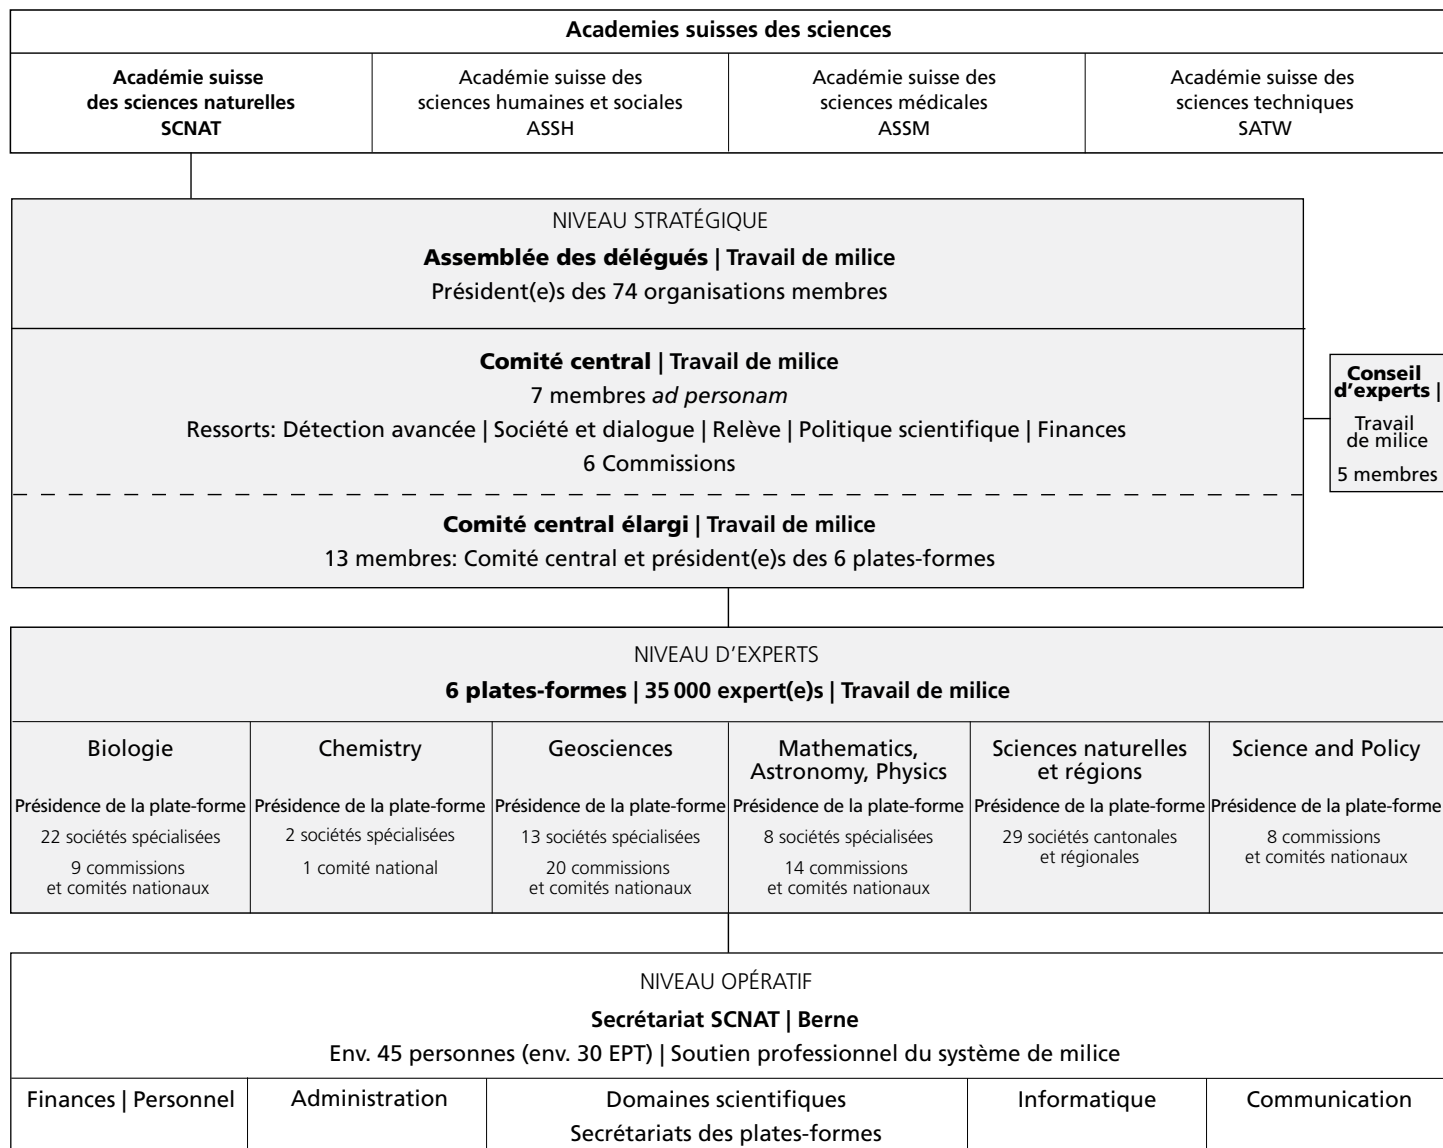 Academies suisses des sciences
Académie suisse
des sciences naturelles
SCNAT
Académie suisse des
sciences humaines et sociales
ASSH
Académie suisse des
sciences médicales
ASSM
Académie suisse des
sciences techniques
SATW
NIVEAU STRATÉGIQUE
Assemblée des délégués | Travail de milice
Président(e)s des 74 organisations membres
Comité central | Travail de milice
7 membres ad personam
Ressorts: Détection avancée | Société et dialogue | Relève | Politique scientifique | Finances
6 Commissions
Conseil
d’experts |
Travail
de milice
5 membres
Comité central élargi | Travail de milice
13 membres: Comité central et président(e)s des 6 plates-formes
NIVEAU D’EXPERTS
6 plates-formes | 35 000 expert(e)s | Travail de milice
Biologie
Présidence de la plate-forme
22 sociétés spécialisées
9 commissions
et comités nationaux
Chemistry
Présidence de la plate-forme
2 sociétés spécialisées
1 comité national
Geosciences
Présidence de la plate-forme
13 sociétés spécialisées
20 commissions
et comités nationaux
Mathematics,
Astronomy, Physics
Présidence de la plate-forme
8 sociétés spécialisées
14 commissions
et comités nationaux
Sciences naturelles
et régions
Présidence de la plate-forme
29 sociétés cantonales
et régionales
Science and Policy
Présidence de la plate-forme
8 commissions
et comités nationaux
NIVEAU OPÉRATIF
Secrétariat SCNAT | Berne
Env. 45 personnes (env. 30 EPT) | Soutien professionnel du système de milice
Finances | Personnel
Administration
Domaines scientifiques
Secrétariats des plates-formes
Informatique
Communication